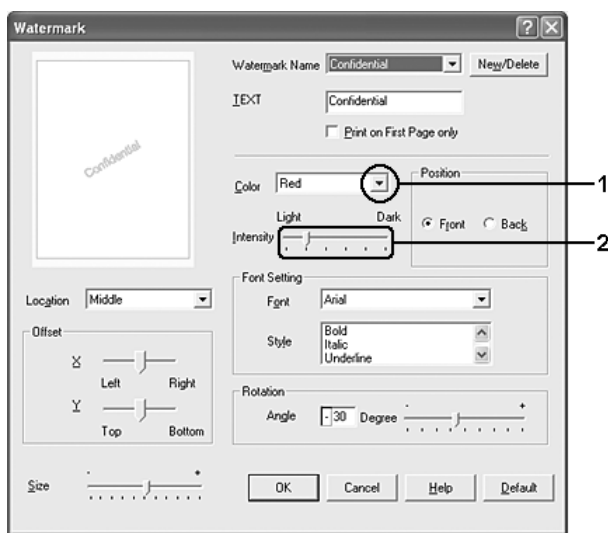 Watermark
Watermark Name Confidential New/Delete
TEXT Confidential
Print on First Page only
Confidential
Color Red
1
Position
Front Back
Light Dark
Intensity
2
Location Middle
Font Setting
Font Arial
Style Bold
Italic
Underline
Offset
X
Left Right
Y
Top Bottom
Rotation
Angle -30 Degree - +
Size - +
OK Cancel Help Default